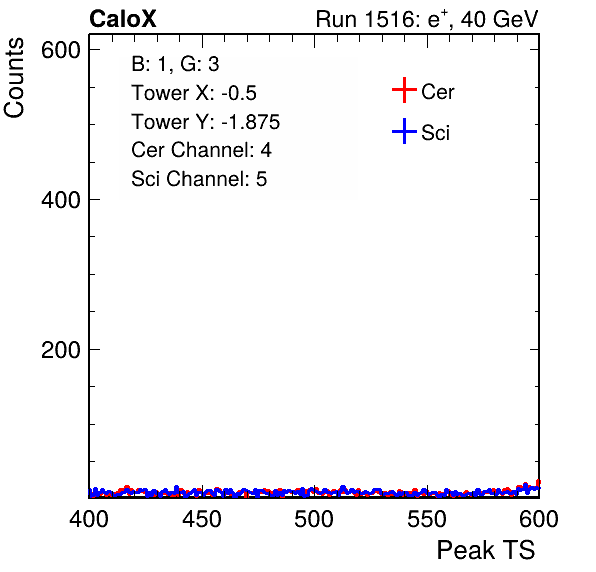 CaloX Run 1516: e⁺, 40 GeV
Counts
B: 1, G: 3
Tower X: -0.5
Tower Y: -1.875
Cer Channel: 4
Sci Channel: 5
Cer
Sci
600
400
200
400 450 500 550 600
Peak TS